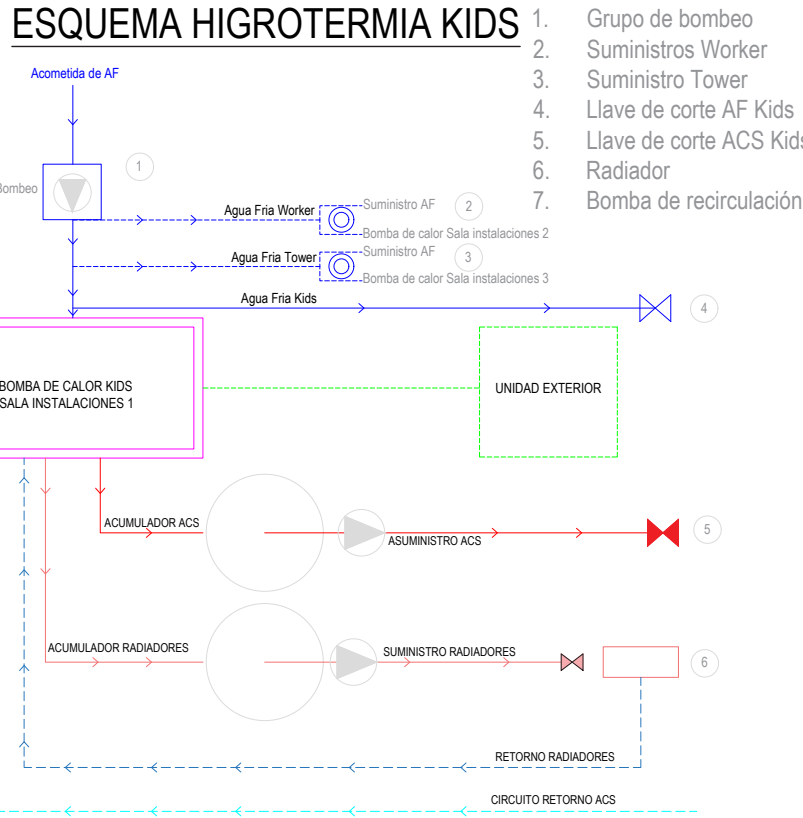 ESQUEMA HIGROTERMIA KIDS
1. Grupo de bombeo
2. Suministros Worker
3. Suministro Tower
4. Llave de corte AF Kids
5. Llave de corte ACS Kids
6. Radiador
7. Bomba de recirculación
Acometida de AF
1
Bombeo
Agua Fria Worker
Suministro AF
2
Bomba de calor Sala instalaciones 2
Agua Fria Tower
Suministro AF
3
Bomba de calor Sala instalaciones 3
Agua Fria Kids
4
BOMBA DE CALOR KIDS
SALA INSTALACIONES 1
UNIDAD EXTERIOR
ACUMULADOR ACS
ASUMINISTRO ACS
5
ACUMULADOR RADIADORES
SUMINISTRO RADIADORES
6
RETORNO RADIADORES
CIRCUITO RETORNO ACS